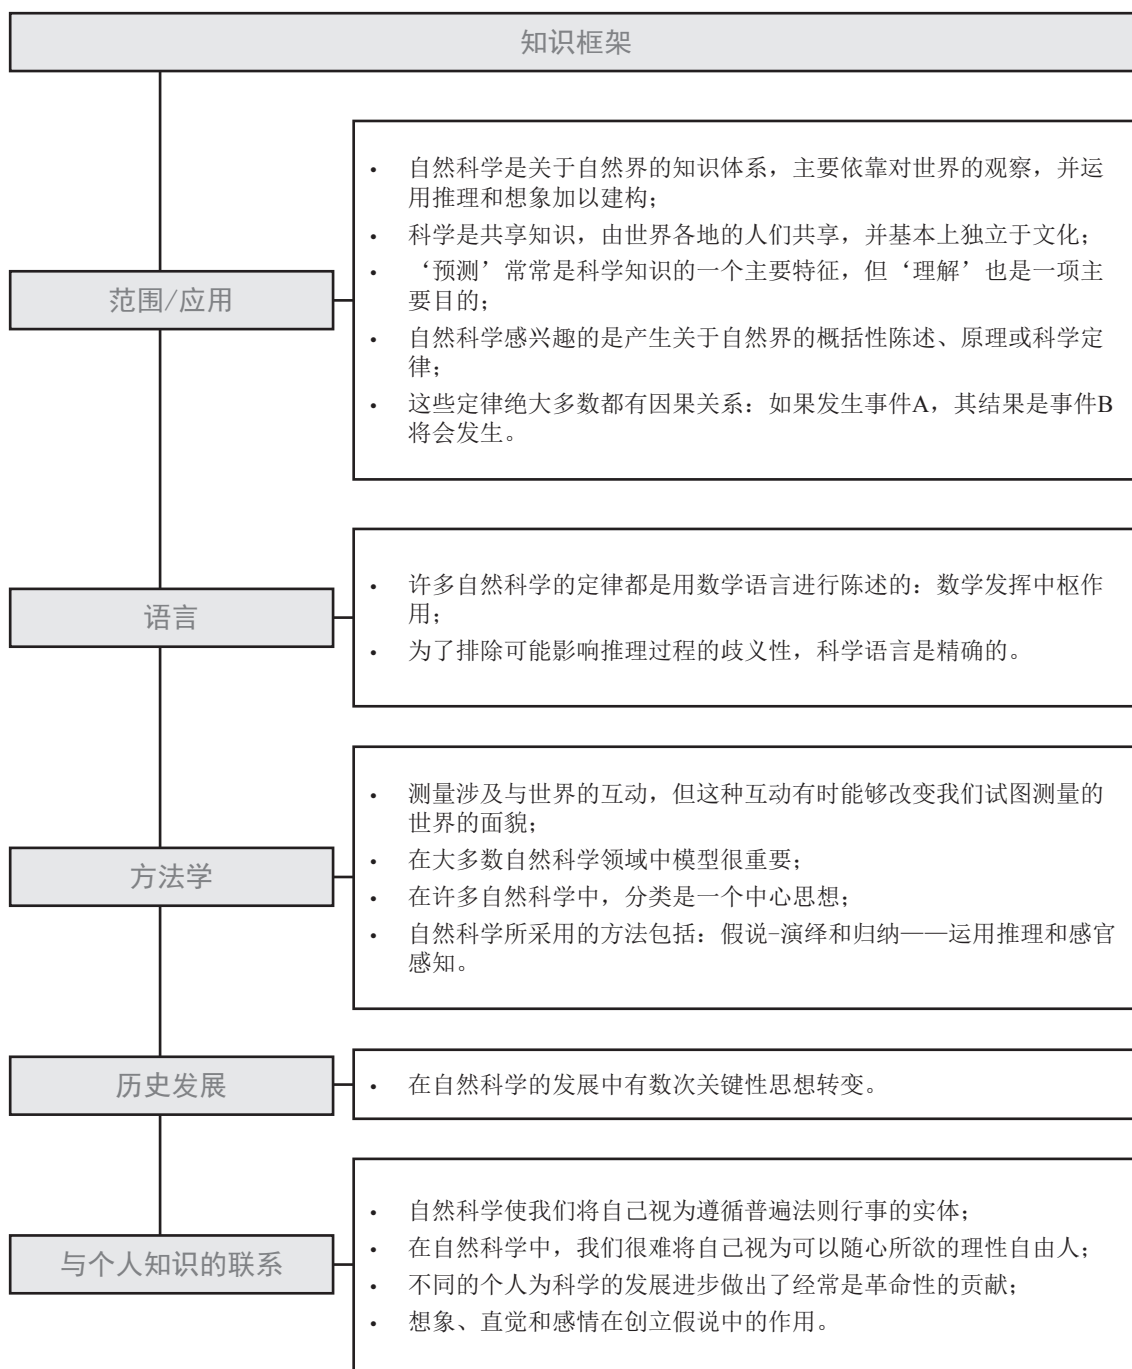 知识框架
范围/应用
• 自然科学是关于自然界的知识体系，主要依靠对世界的观察，并运
用推理和想象加以建构；
• 科学是共享知识，由世界各地的人们共享，并基本上独立于文化；
• ‘预测’常常是科学知识的一个主要特征，但‘理解’也是一项主
要目的；
• 自然科学感兴趣的是产生关于自然界的概括性陈述、原理或科学定
律；
• 这些定律绝大多数都有因果关系：如果发生事件A，其结果是事件B
将会发生。
语言
• 许多自然科学的定律都是用数学语言进行陈述的：数学发挥中枢作
用；
• 为了排除可能影响推理过程的歧义性，科学语言是精确的。
方法学
• 测量涉及与世界的互动，但这种互动有时能够改变我们试图测量的
世界的面貌；
• 在大多数自然科学领域中模型很重要；
• 在许多自然科学中，分类是一个中心思想；
• 自然科学所采用的方法包括：假说-演绎和归纳——运用推理和感官
感知。
历史发展
• 在自然科学的发展中有数次关键性思想转变。
与个人知识的联系
• 自然科学使我们将自己视为遵循普遍法则行事的实体；
• 在自然科学中，我们很难将自己视为可以随心所欲的理性自由人；
• 不同的个人为科学的发展进步做出了经常是革命性的贡献；
• 想象、直觉和感情在创立假说中的作用。